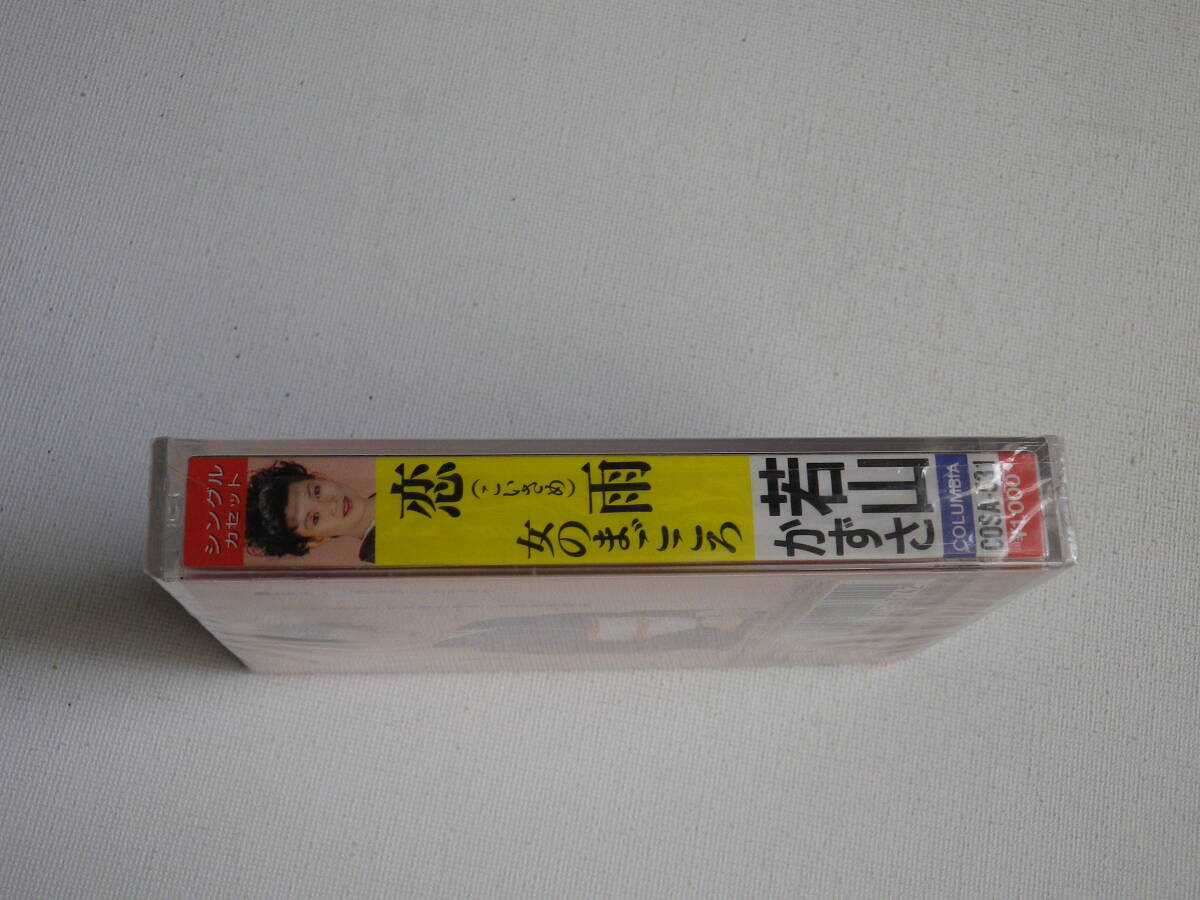 シングル
カセット
恋雨
(こいさめ)
女のまごころ
若山
かずさ
COLUMBIA
¥1000